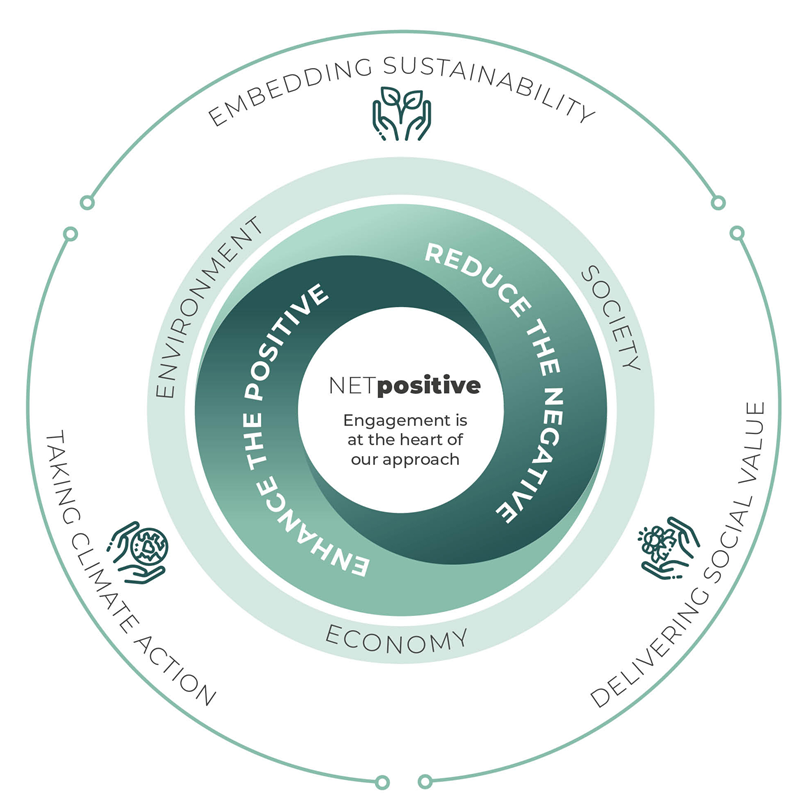 EMBEDDING SUSTAINABILITY
ENVIRONMENT
SOCIETY
REDUCE THE NEGATIVE
ENHANCE THE POSITIVE
NETpositive
Engagement is
at the heart of
our approach
TAKING CLIMATE ACTION
DELIVERING SOCIAL VALUE
ECONOMY